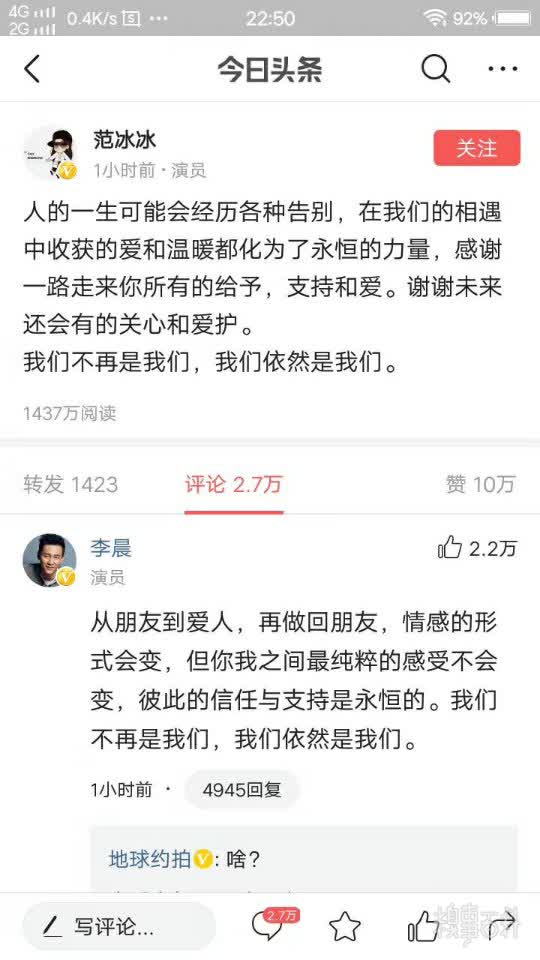 4G 0.4K/s 22:50 92%
2G
今日头条
范冰冰
关注
1小时前·演员
人的一生可能会经历各种告别，在我们的相遇
中收获的爱和温暖都化为了永恒的力量，感谢
一路走来你所有的给予，支持和爱。谢谢未来
还会有的关心和爱护。
我们不再是我们，我们依然是我们。
1437万阅读
转发 1423 评论 2.7万 赞 10万
李晨 2.2万
演员
从朋友到爱人，再做回朋友，情感的形
式会变，但你我之间最纯粹的感受不会
变，彼此的信任与支持是永恒的。我们
不再是我们，我们依然是我们。
1小时前 · 4945回复
地球约拍: 啥？
写评论... 2.7万